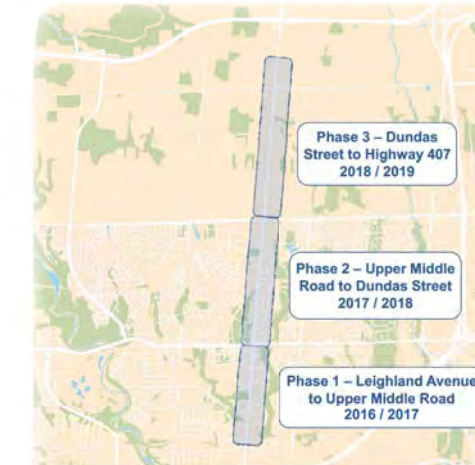 Phase 3 – Dundas
Street to Highway 407
2018 / 2019
Phase 2 – Upper Middle
Road to Dundas Street
2017 / 2018
Phase 1 – Leighland Avenue
to Upper Middle Road
2016 / 2017